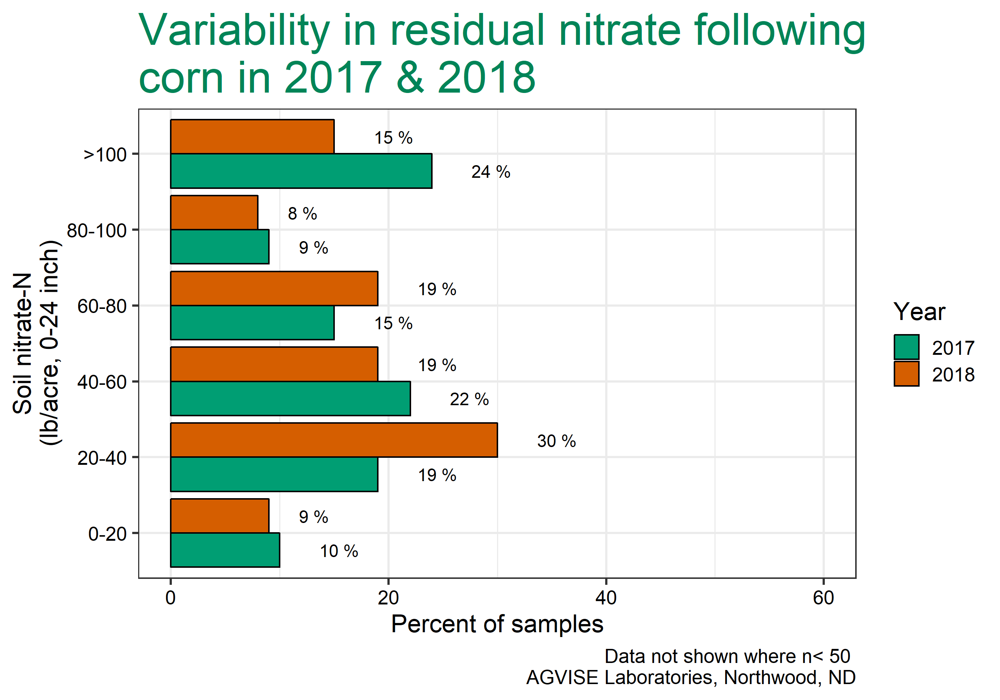 Variability in residual nitrate following
corn in 2017 & 2018
Soil nitrate-N
(lb/acre, 0-24 inch)
>100
15 %
24 %
80-100
8 %
9 %
60-80
19 %
15 %
40-60
19 %
22 %
20-40
30 %
19 %
0-20
9 %
10 %
0 20 40 60
Percent of samples
Year
2017
2018
Data not shown where n< 50
AGVISE Laboratories, Northwood, ND